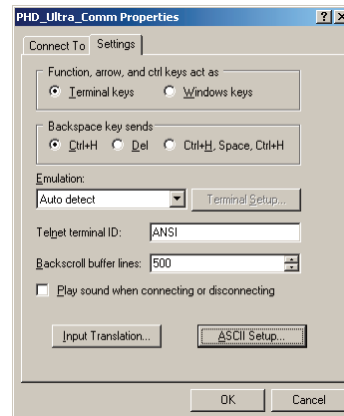 PHD_Ultra_Comm Properties
Connect To Settings
Function, arrow, and ctrl keys act as
Terminal keys Windows keys
Backspace key sends
Ctrl+H Del Ctrl+H, Space, Ctrl+H
Emulation:
Auto detect Terminal Setup...
Telnet terminal ID: ANSI
Backscroll buffer lines: 500
Play sound when connecting or disconnecting
Input Translation... ASCII Setup...
OK Cancel